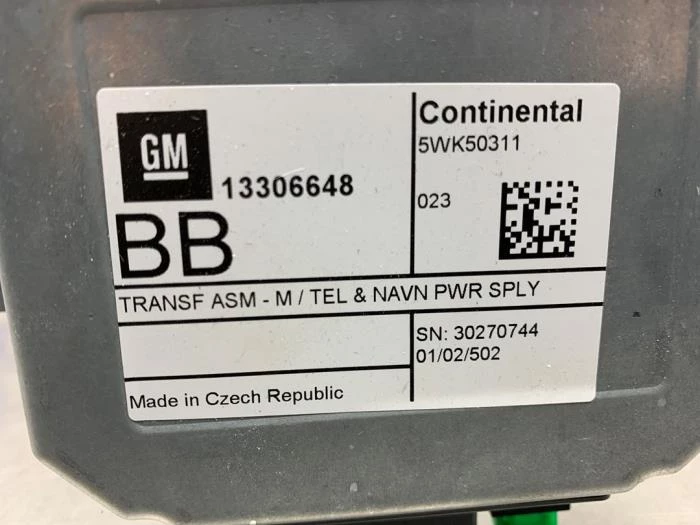 GM
13306648
BB
Continental
5WK50311
023
TRANSF ASM - M / TEL & NAVN PWR SPLY
SN: 30270744
01/02/502
Made in Czech Republic